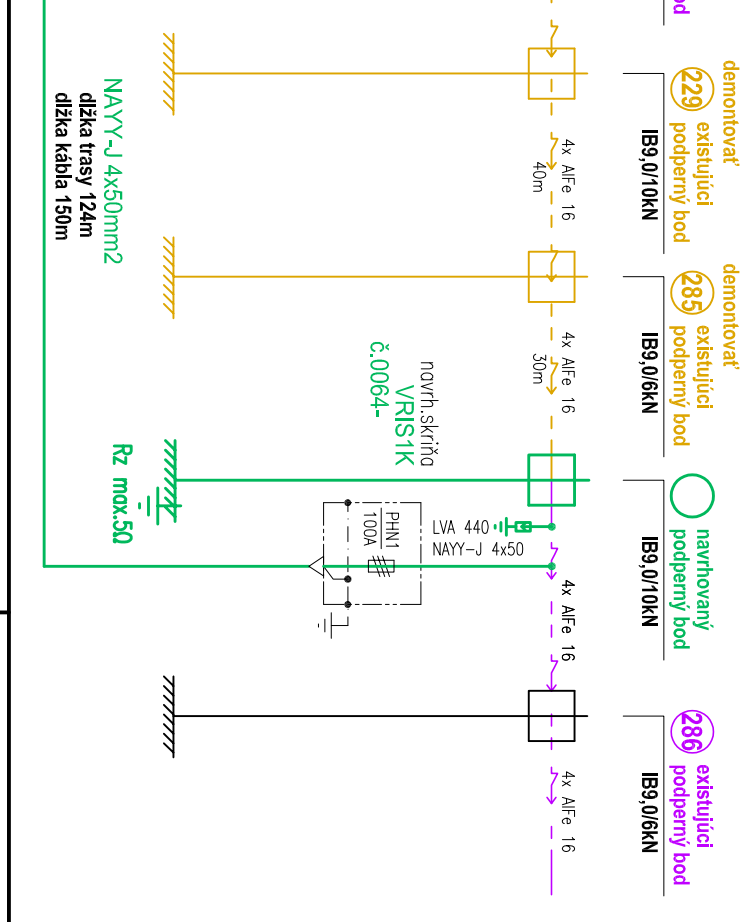 od
demontovať
229
existujúci
podperný bod
IB9,0/10kN
4x AlFe 16
40m
NAYY-J 4x50mm2
dĺžka trasy 124m
dĺžka kábla 150m
demontovať
285
existujúci
podperný bod
IB9,0/6kN
4x AlFe 16
30m
navrh.skriňa
VRIS1K
č.0064-
navrhovaný
podperný bod
IB9,0/10kN
Rz max.5Ω
LVA 440
NAYY-J 4x50
PHN1
100A
4x AlFe 16
286
existujúci
podperný bod
IB9,0/6kN
4x AlFe 16